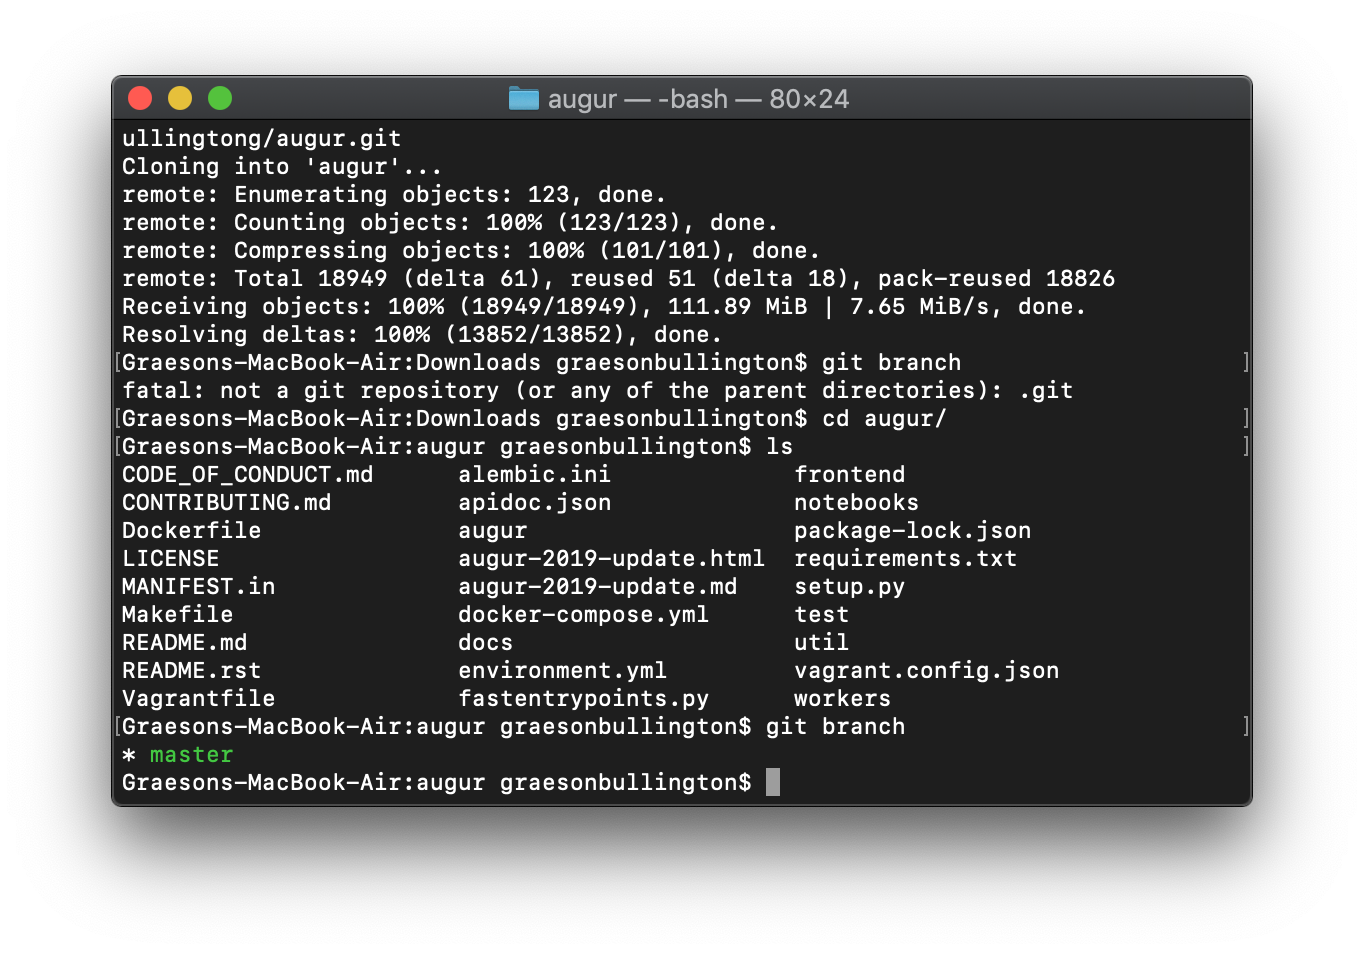 augur — -bash — 80×24
ullingtong/augur.git
Cloning into 'augur'...
remote: Enumerating objects: 123, done.
remote: Counting objects: 100% (123/123), done.
remote: Compressing objects: 100% (101/101), done.
remote: Total 18949 (delta 61), reused 51 (delta 18), pack-reused 18826
Receiving objects: 100% (18949/18949), 111.89 MiB | 7.65 MiB/s, done.
Resolving deltas: 100% (13852/13852), done.
[Graesons-MacBook-Air:Downloads graesonbullington$ git branch ]
fatal: not a git repository (or any of the parent directories): .git
[Graesons-MacBook-Air:Downloads graesonbullington$ cd augur/ ]
[Graesons-MacBook-Air:augur graesonbullington$ ls ]
CODE_OF_CONDUCT.md alembic.ini frontend
CONTRIBUTING.md apidoc.json notebooks
Dockerfile augur package-lock.json
LICENSE augur-2019-update.html requirements.txt
MANIFEST.in augur-2019-update.md setup.py
Makefile docker-compose.yml test
README.md docs util
README.rst environment.yml vagrant.config.json
Vagrantfile fastentrypoints.py workers
[Graesons-MacBook-Air:augur graesonbullington$ git branch ]
* master
Graesons-MacBook-Air:augur graesonbullington$